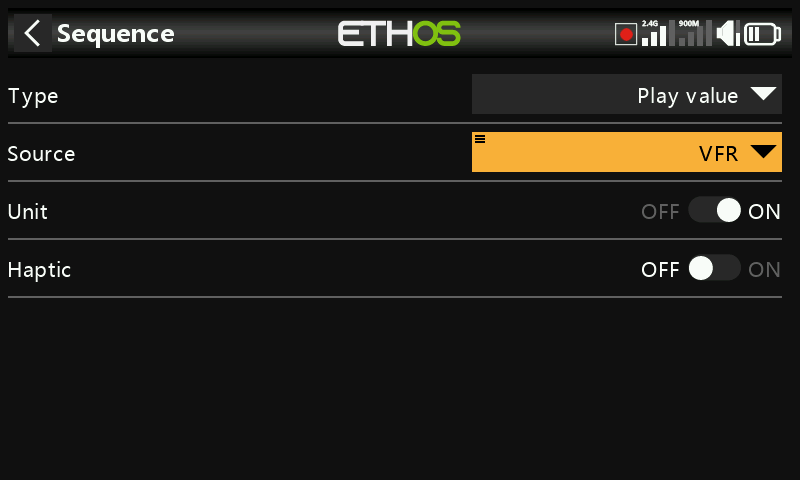 Sequence ETHOS 2.4G 900M
Type Play value
Source VFR
Unit OFF ON
Haptic OFF ON